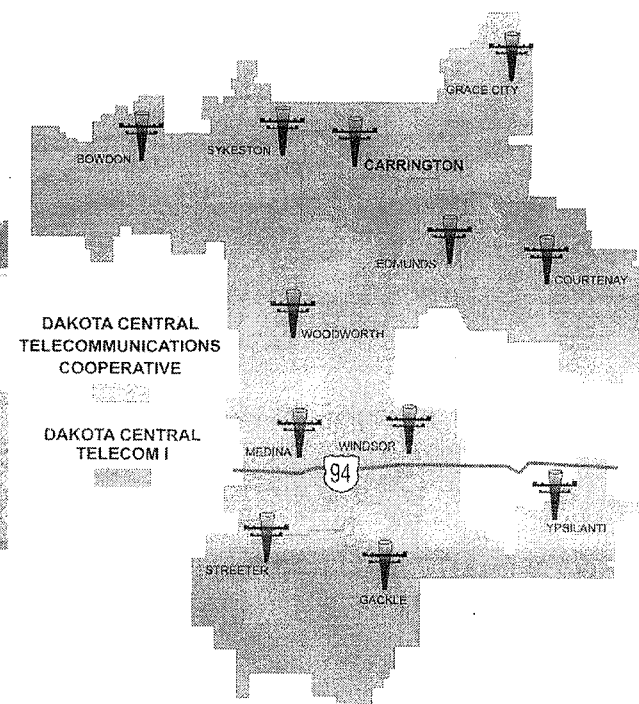 GRACE CITY
BOWDON
SYKESTON
CARRINGTON
EDMUNDS
COURTENAY
DAKOTA CENTRAL
TELECOMMUNICATIONS
COOPERATIVE
WOODWORTH
DAKOTA CENTRAL
TELECOM I
MEDINA
WINDSOR
94
YPSILANTI
STREETER
GACKLE